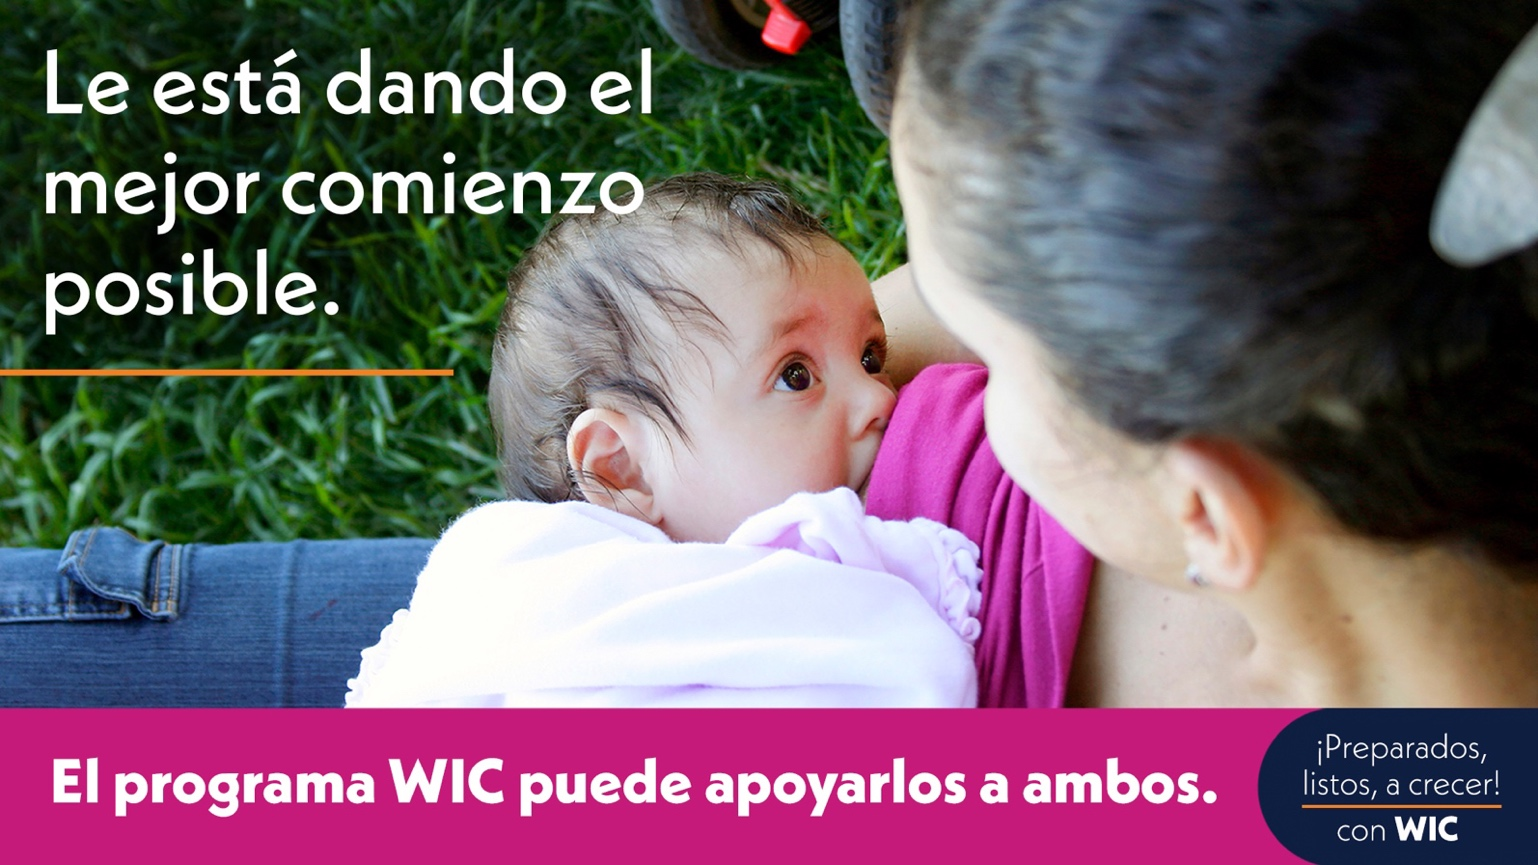 Le está dando el
mejor comienzo
posible.
El programa WIC puede apoyarlos a ambos.
¡Preparados,
listos, a crecer!
con WIC